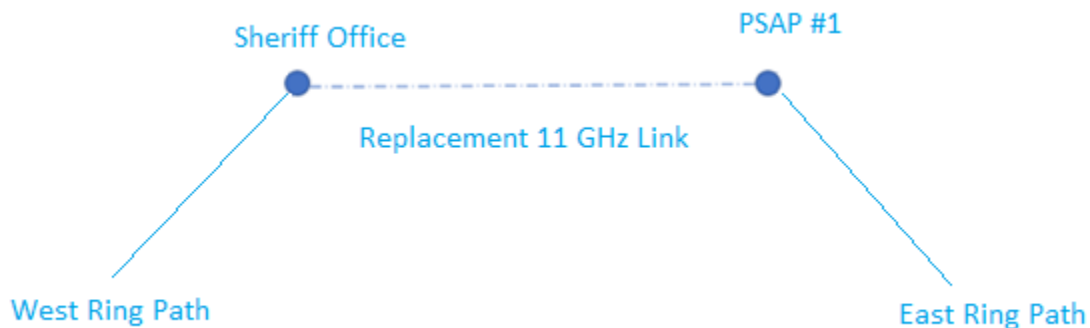 Sheriff Office
PSAP #1
Replacement 11 GHz Link
West Ring Path
East Ring Path